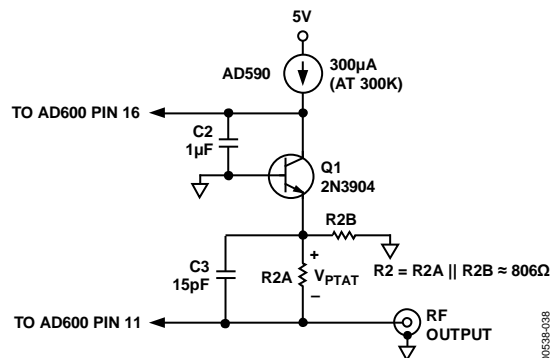 5V
AD590
300µA
(AT 300K)
TO AD600 PIN 16
C2
1µF
Q1
2N3904
R2B
C3
15pF
R2A
+
VPTAT
–
R2 = R2A || R2B ≈ 806Ω
TO AD600 PIN 11
RF
OUTPUT
00538-038